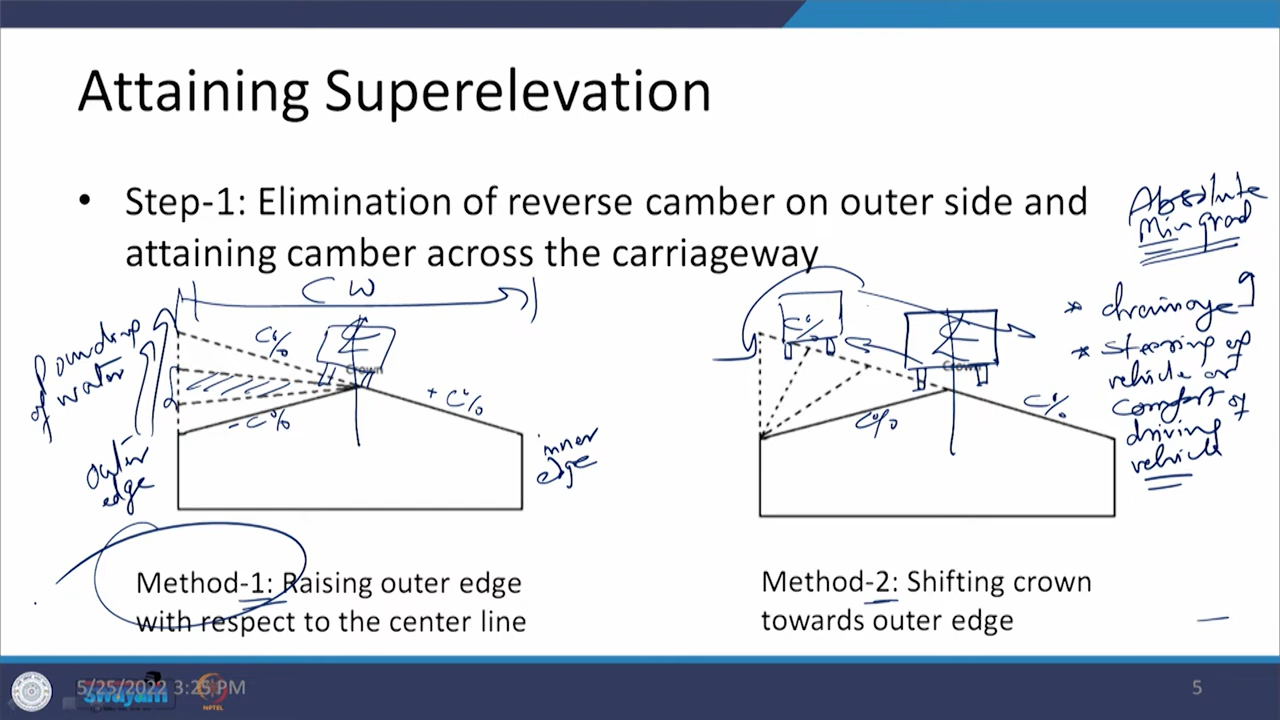 Attaining Superelevation
• Step-1: Elimination of reverse camber on outer side and
attaining camber across the carriageway
Absolute
Min grad
* drainage
* steering of
vehicle or
comfort of
driving
vehicle
CW
of water
C%
Crown
- C%
+ C%
outer
edge
inner
edge
C%
Crown
C%
C%
Method-1: Raising outer edge
with respect to the center line
Method-2: Shifting crown
towards outer edge
5/25/2022 3:25 PM
swayam
NPTEL
5